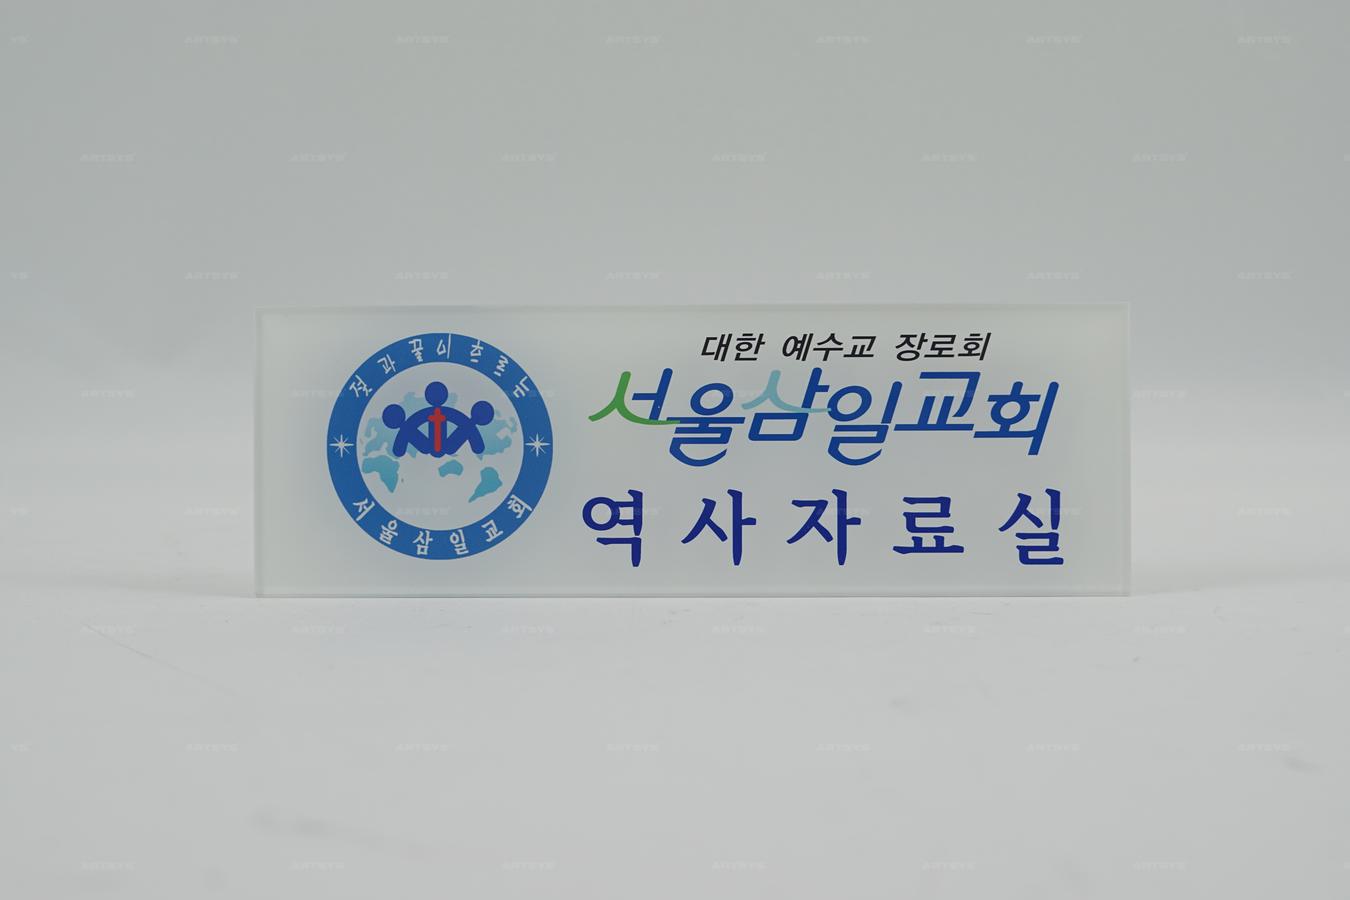 젖과 꿀이 흐르는
서울삼일교회
대한 예수교 장로회
서울삼일교회
역사자료실
ARTSYS